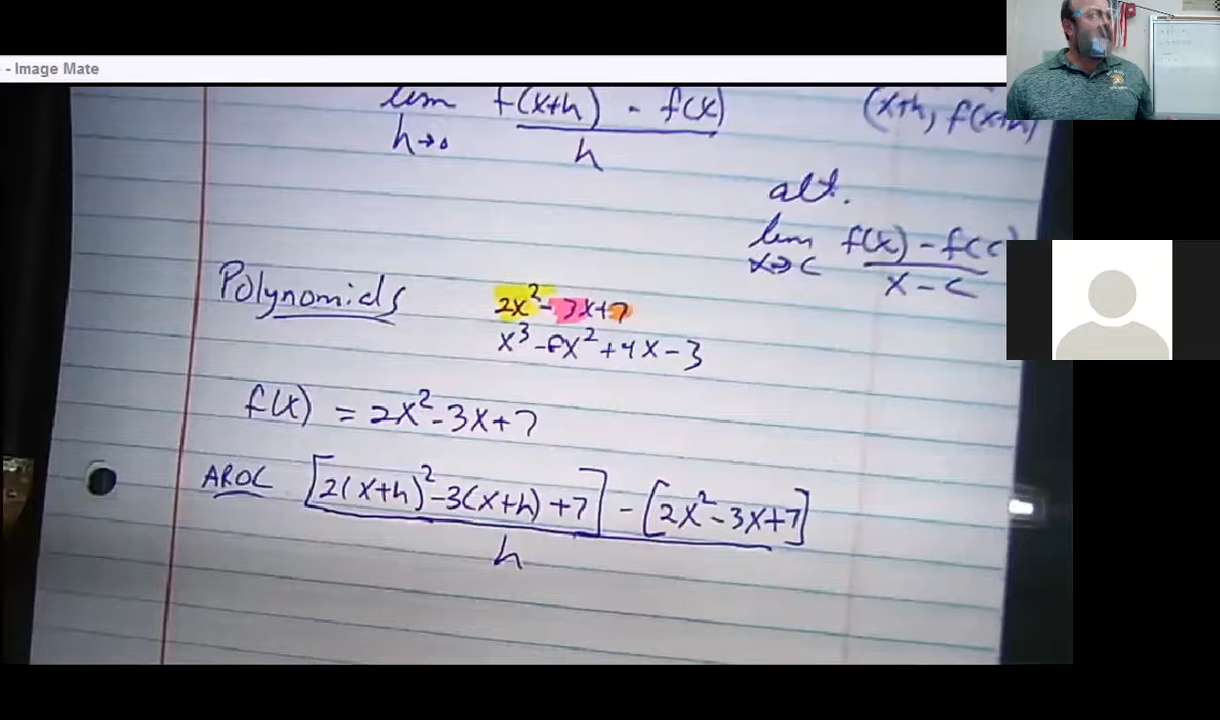 - Image Mate
lim f(x+h) - f(x)
h→0 h
(x+h, f(x+h)
alt.
lim f(x) - f(c)
x→c x - c
Polynomials 2x² - 3x+7
x³ - 8x² + 4x - 3
f(x) = 2x² - 3x + 7
AROC [2(x+h)² - 3(x+h) + 7] - [2x² - 3x + 7]
h